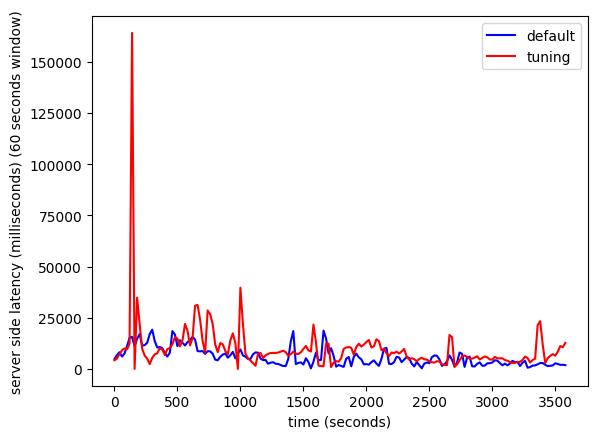 server side latency (milliseconds) (60 seconds window)
150000
125000
100000
75000
50000
25000
0
default
tuning
0 500 1000 1500 2000 2500 3000 3500
time (seconds)